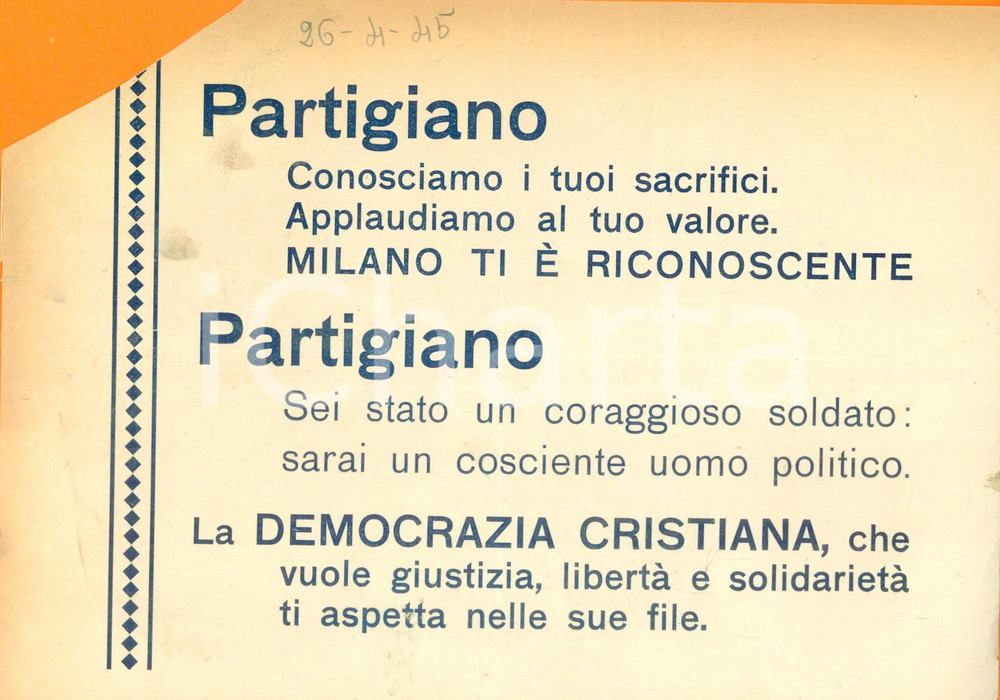 26-4-45
Partigiano
Conosciamo i tuoi sacrifici.
Applaudiamo al tuo valore.
MILANO TI È RICONOSCENTE
iCharta
Partigiano
Sei stato un coraggioso soldato:
sarai un cosciente uomo politico.
La DEMOCRAZIA CRISTIANA, che
vuole giustizia, libertà e solidarietà
ti aspetta nelle sue file.